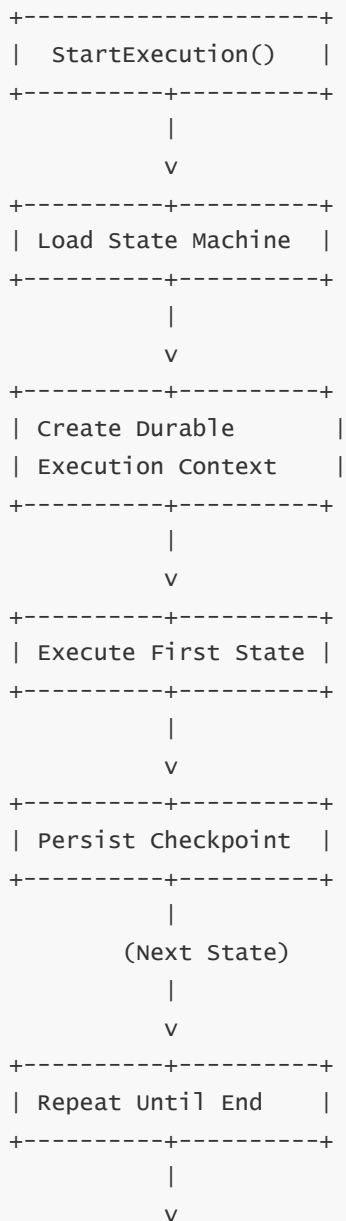 +---------------------+
|  StartExecution()   |
+----------+----------+
           |
           v
+----------+----------+
| Load State Machine  |
+----------+----------+
           |
           v
+----------+----------+
| Create Durable       |
| Execution Context    |
+----------+----------+
           |
           v
+----------+----------+
| Execute First State |
+----------+----------+
           |
           v
+----------+----------+
| Persist Checkpoint  |
+----------+----------+
           |
       (Next State)
           |
           v
+----------+----------+
| Repeat Until End    |
+----------+----------+
           |
           v